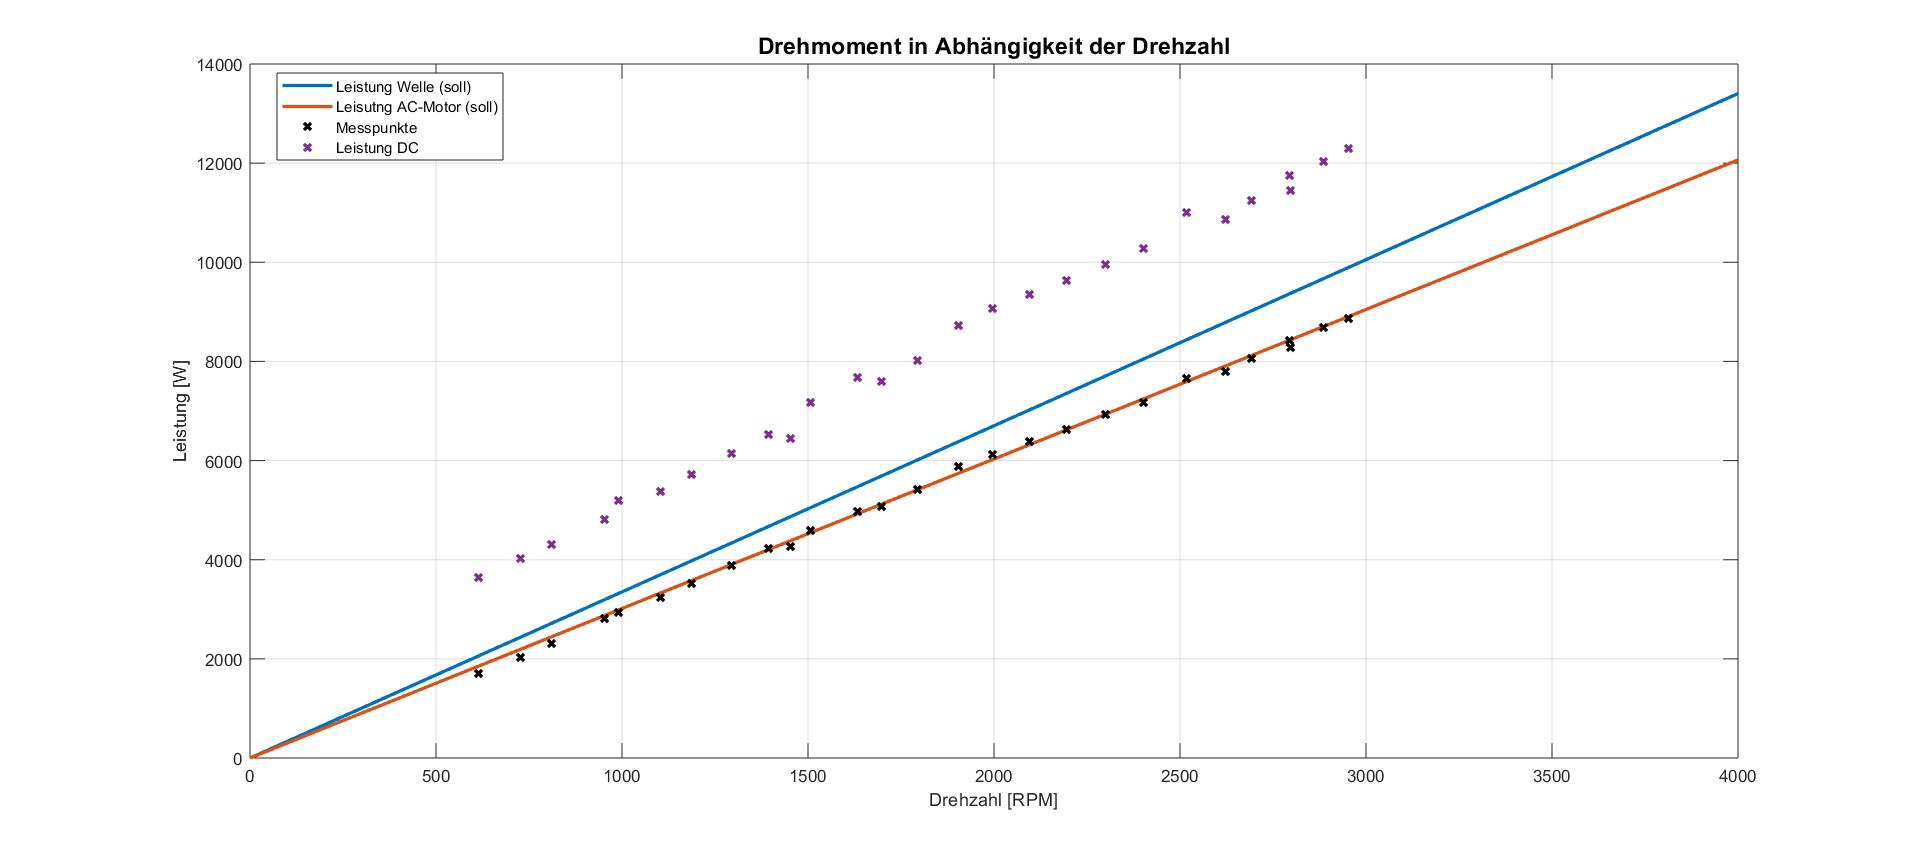 Drehmoment in Abhängigkeit der Drehzahl
14000
12000
10000
8000
6000
4000
2000
0
Leistung [W]
Leistung Welle (soll)
Leisutng AC-Motor (soll)
Messpunkte
Leistung DC
0 500 1000 1500 2000 2500 3000 3500 4000
Drehzahl [RPM]